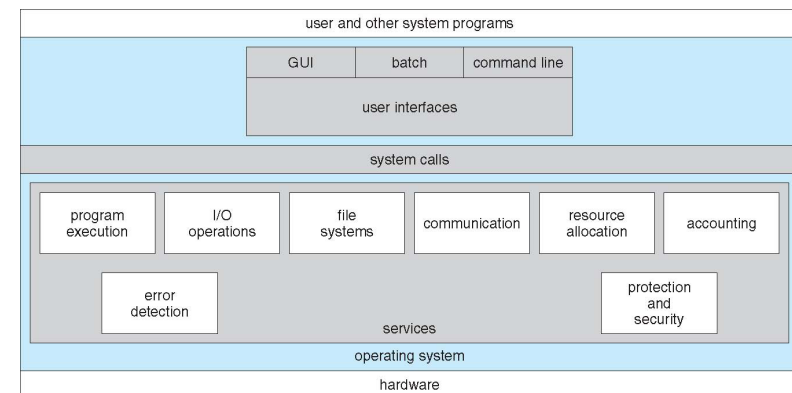 user and other system programs
GUI
batch
command line
user interfaces
system calls
program
execution
I/O
operations
file
systems
communication
resource
allocation
accounting
error
detection
protection
and
security
services
operating system
hardware